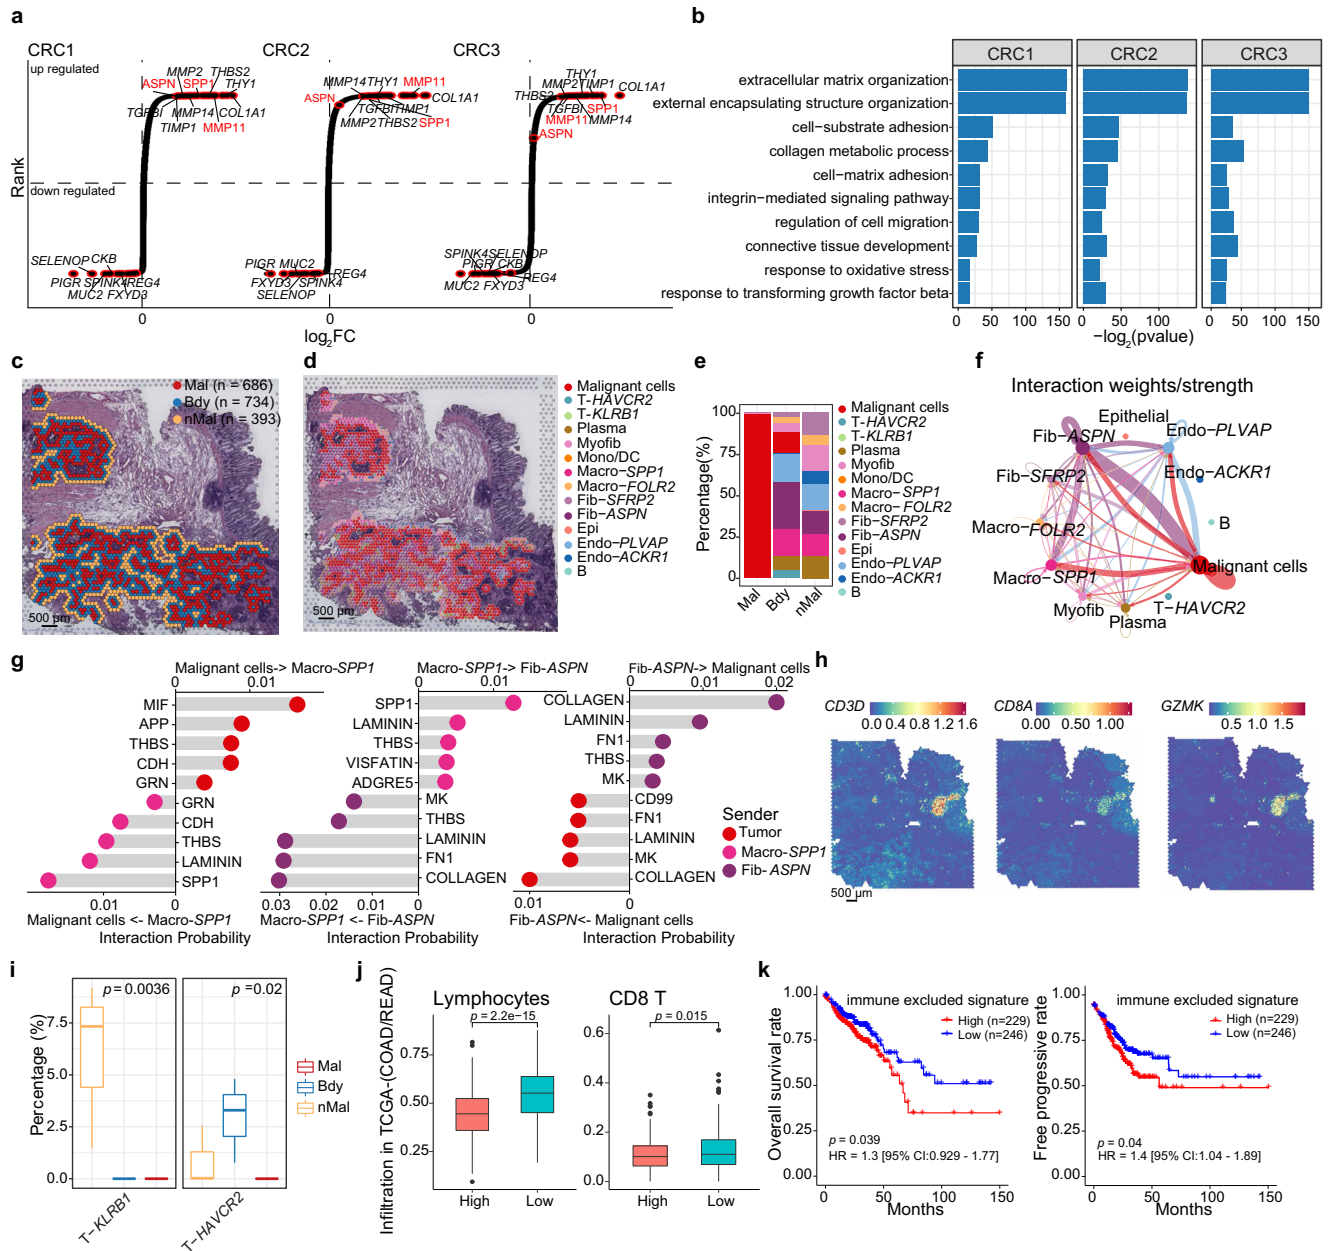 a
CRC1 CRC2 CRC3
up regulated
MMP2 THBS2
ASPN SPP1 THY1
TGFBI MMP14 COL1A1
TIMP1 MMP11
MMP14THY1 MMP11
ASPN COL1A1
TGFBITIMP1
MMP2THBS2 SPP1
THY1
MMP2TIMP1 COL1A1
THBS2
TGFBI SPP1
MMP11 MMP14
ASPN
down regulated
Rank
SELENOP CKB
PIGR SPINK4REG4
MUC2 FXYD3
PIGR MUC2
REG4
FXYD3 SPINK4
SELENOP
SPINK4SELENOP
PIGR CKB
REG4
MUC2 FXYD3
0 0 0
log2FC
b
CRC1 CRC2 CRC3
extracellular matrix organization
external encapsulating structure organization
cell−substrate adhesion
collagen metabolic process
cell−matrix adhesion
integrin−mediated signaling pathway
regulation of cell migration
connective tissue development
response to oxidative stress
response to transforming growth factor beta
0 50 100 150 0 50 100 0 50 100 150
−log2(pvalue)
c
Mal (n = 686)
Bdy (n = 734)
nMal (n = 393)
500 μm
d
500 μm
Malignant cells
T-HAVCR2
T-KLRB1
Plasma
Myofib
Mono/DC
Macro-SPP1
Macro-FOLR2
Fib-SFRP2
Fib-ASPN
Epi
Endo-PLVAP
Endo-ACKR1
B
e
Percentage(%)
100
75
50
25
0
Mal Bdy nMal
Malignant cells
T-HAVCR2
T-KLRB1
Plasma
Myofib
Mono/DC
Macro-SPP1
Macro-FOLR2
Fib-SFRP2
Fib-ASPN
Epi
Endo-PLVAP
Endo-ACKR1
B
f
Interaction weights/strength
Epithelial
Fib-ASPN Endo-PLVAP
Fib-SFRP2 Endo-ACKR1
Macro-FOLR2 B
Macro-SPP1 Malignant cells
Myofib T-HAVCR2
Plasma
g
Malignant cells-> Macro-SPP1
0 0.01
MIF
APP
THBS
CDH
GRN
GRN
CDH
THBS
LAMININ
SPP1
0.01 0
Malignant cells <- Macro-SPP1
Interaction Probability
Macro-SPP1-> Fib-ASPN
0 0.01
SPP1
LAMININ
THBS
VISFATIN
ADGRE5
MK
THBS
LAMININ
FN1
COLLAGEN
0.03 0.02 0.01 0
Macro-SPP1 <- Fib-ASPN
Interaction Probability
Fib-ASPN-> Malignant cells
0 0.01 0.02
COLLAGEN
LAMININ
FN1
THBS
MK
CD99
FN1
LAMININ
MK
COLLAGEN
0.01 0
Fib-ASPN<- Malignant cells
Interaction Probability
Sender
Tumor
Macro-SPP1
Fib-ASPN
h
CD3D
0.0 0.4 0.8 1.2 1.6
CD8A
0.00 0.50 1.00
GZMK
0.5 1.0 1.5
500 μm
i
p = 0.0036 p = 0.02
Percentage (%)
7.5
5.0
2.5
0.0
T-KLRB1 T-HAVCR2
Mal
Bdy
nMal
j
Infiltration in TCGA-(COAD/READ)
Lymphocytes
p = 2.2e-15
0.75
0.50
0.25
High Low
CD8 T
p = 0.015
0.6
0.4
0.2
0.0
High Low
k
Overall survival rate
1.00
0.75
0.50
0.25
0.00
immune excluded signature
High (n=229)
Low (n=246)
p = 0.039
HR = 1.3 [95% CI:0.929 - 1.77]
0 50 100 150
Months
Free progressive rate
1.00
0.75
0.50
0.25
0.00
immune excluded signature
High (n=229)
Low (n=246)
p = 0.04
HR = 1.4 [95% CI:1.04 - 1.89]
0 50 100 150
Months